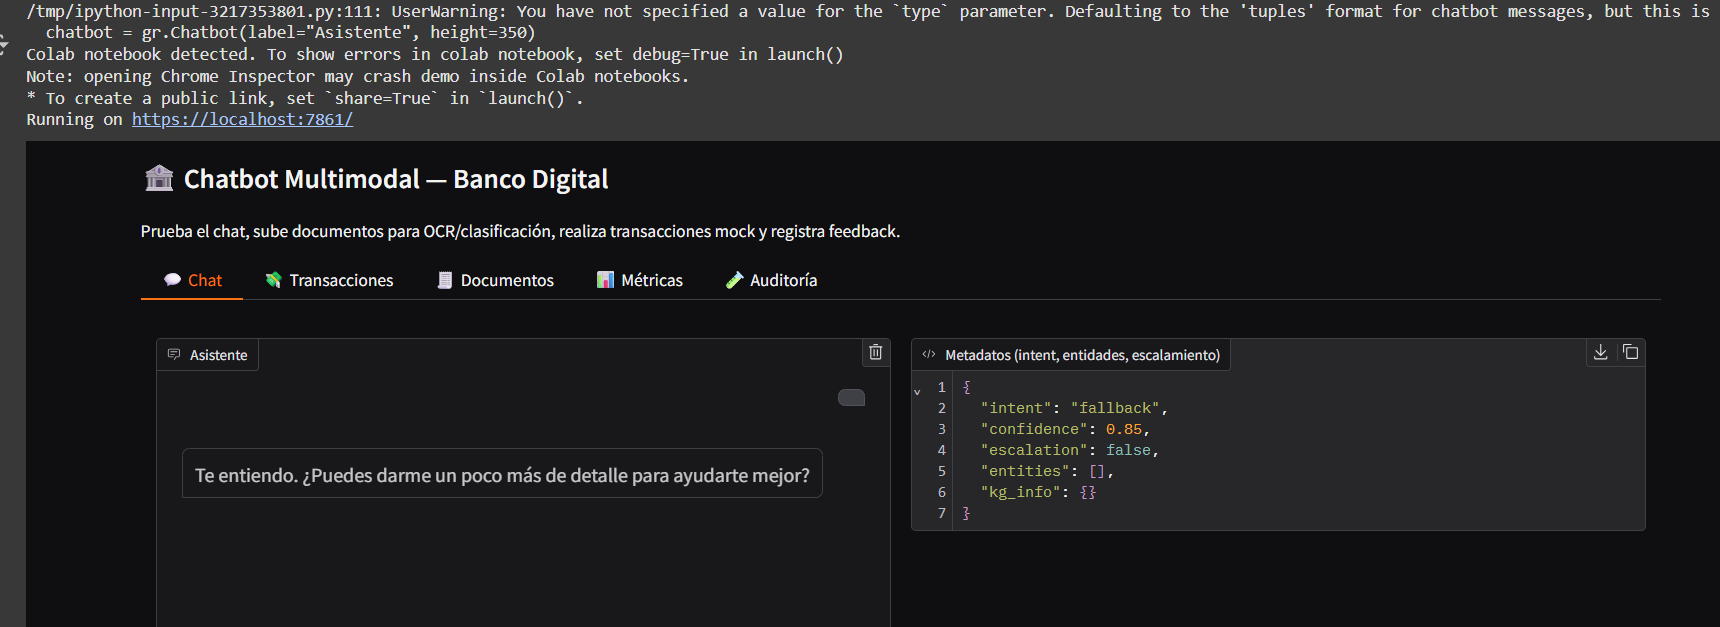 /tmp/ipython-input-3217353801.py:111: UserWarning: You have not specified a value for the `type` parameter. Defaulting to the 'tuples' format for chatbot messages, but this is
chatbot = gr.Chatbot(label="Asistente", height=350)
Colab notebook detected. To show errors in colab notebook, set debug=True in launch()
Note: opening Chrome Inspector may crash demo inside Colab notebooks.
* To create a public link, set `share=True` in `launch()`.
Running on https://localhost:7861/
Chatbot Multimodal — Banco Digital
Prueba el chat, sube documentos para OCR/clasificación, realiza transacciones mock y registra feedback.
Chat Transacciones Documentos Métricas Auditoría
Asistente
Te entiendo. ¿Puedes darme un poco más de detalle para ayudarte mejor?
Metadatos (intent, entidades, escalamiento)
1 {
2 "intent": "fallback",
3 "confidence": 0.85,
4 "escalation": false,
5 "entities": [],
6 "kg_info": {}
7 }